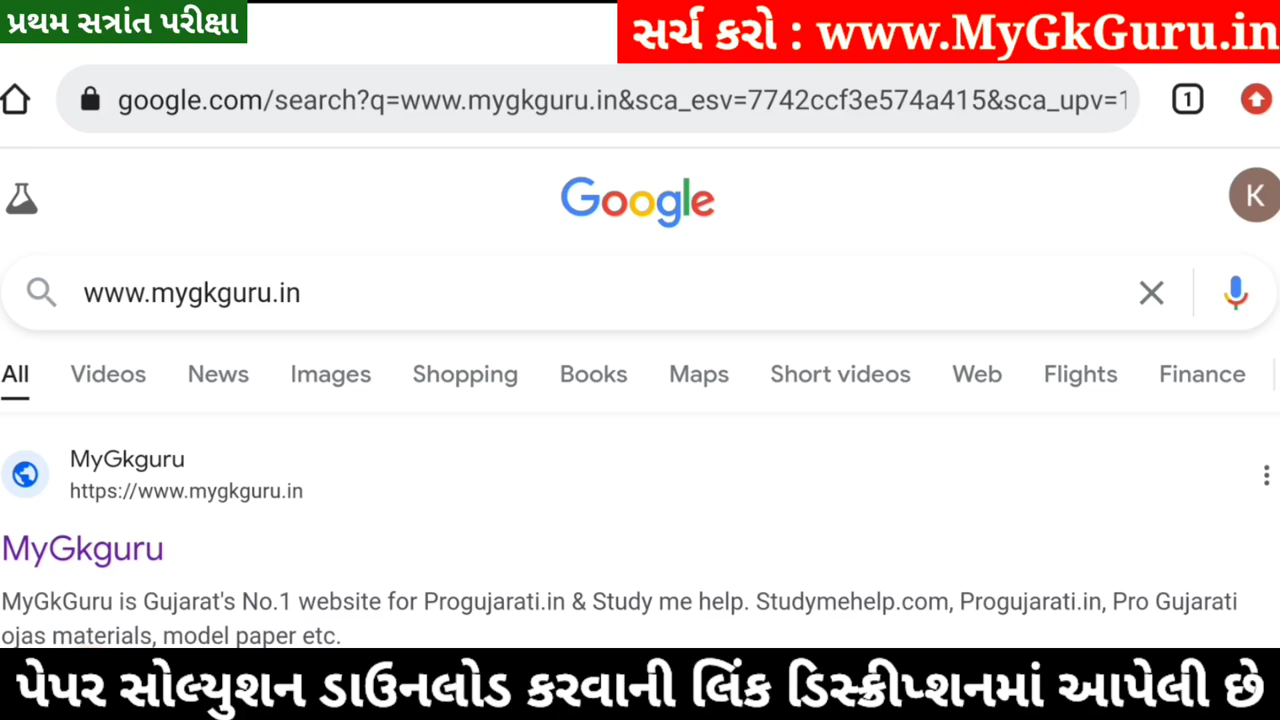 પ્રથમ સત્રાંત પરીક્ષા
સર્ચ કરો : www.MyGkGuru.in
google.com/search?q=www.mygkguru.in&sca_esv=7742ccf3e574a415&sca_upv=1
1
Google
K
www.mygkguru.in
All Videos News Images Shopping Books Maps Short videos Web Flights Finance
MyGkguru
https://www.mygkguru.in
MyGkguru
MyGkGuru is Gujarat's No.1 website for Progujarati.in & Study me help. Studymehelp.com, Progujarati.in, Pro Gujarati
ojas materials, model paper etc.
પેપર સોલ્યુશન ડાઉનલોડ કરવાની લિંક ડિસ્ક્રીપ્શનમાં આપેલી છે